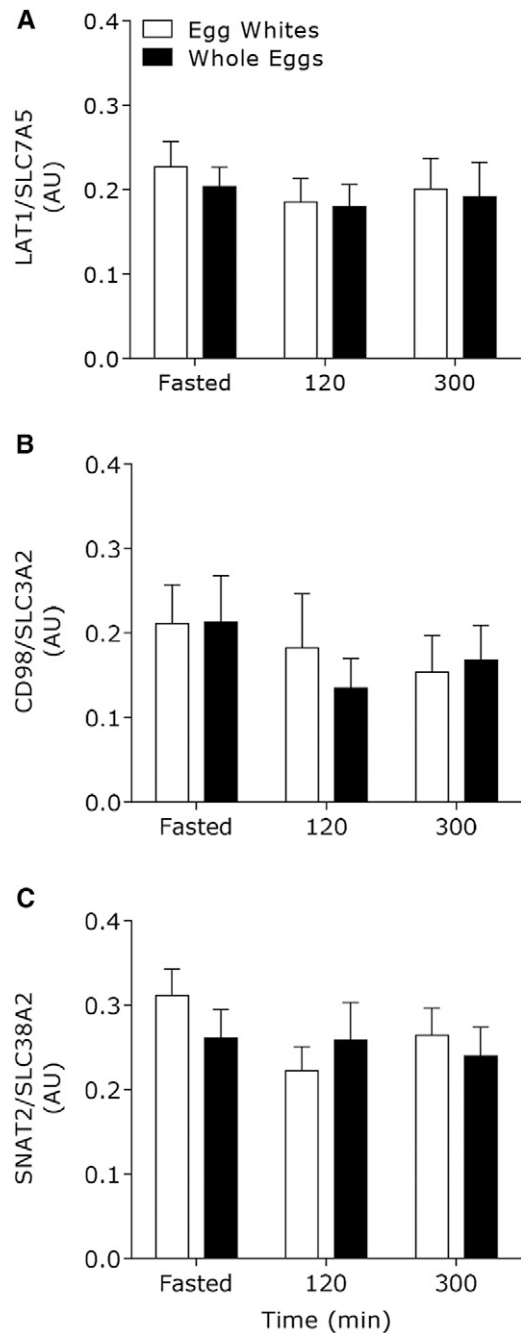 A
Egg Whites
Whole Eggs
LAT1/SLC7A5
(AU)
0.4
0.3
0.2
0.1
0.0
Fasted 120 300
B
CD98/SLC3A2
(AU)
0.4
0.3
0.2
0.1
0.0
Fasted 120 300
C
SNAT2/SLC38A2
(AU)
0.4
0.3
0.2
0.1
0.0
Fasted 120 300
Time (min)